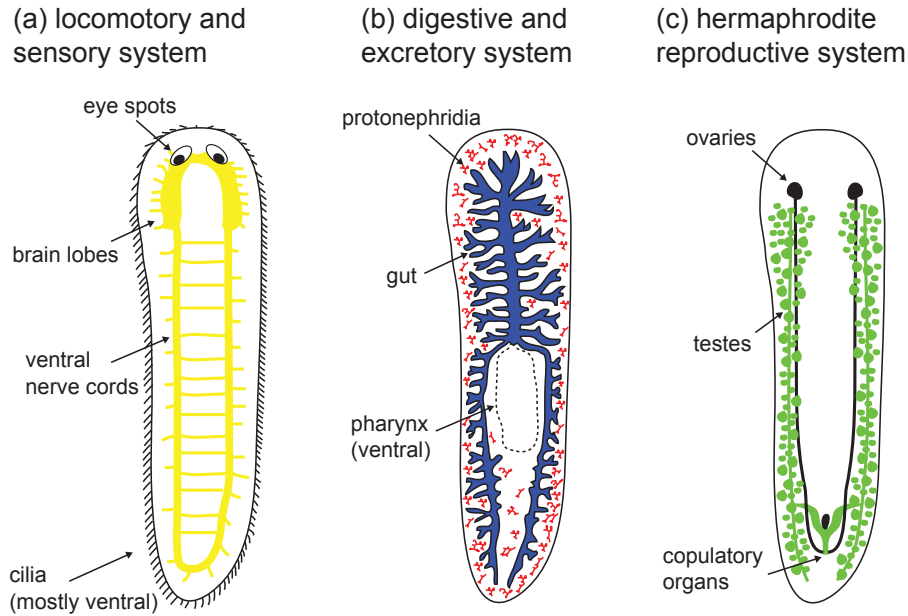 (a) locomotory and
sensory system
eye spots
brain lobes
ventral
nerve cords
cilia
(mostly ventral)
(b) digestive and
excretory system
protonephridia
gut
pharynx
(ventral)
(c) hermaphrodite
reproductive system
ovaries
testes
copulatory
organs